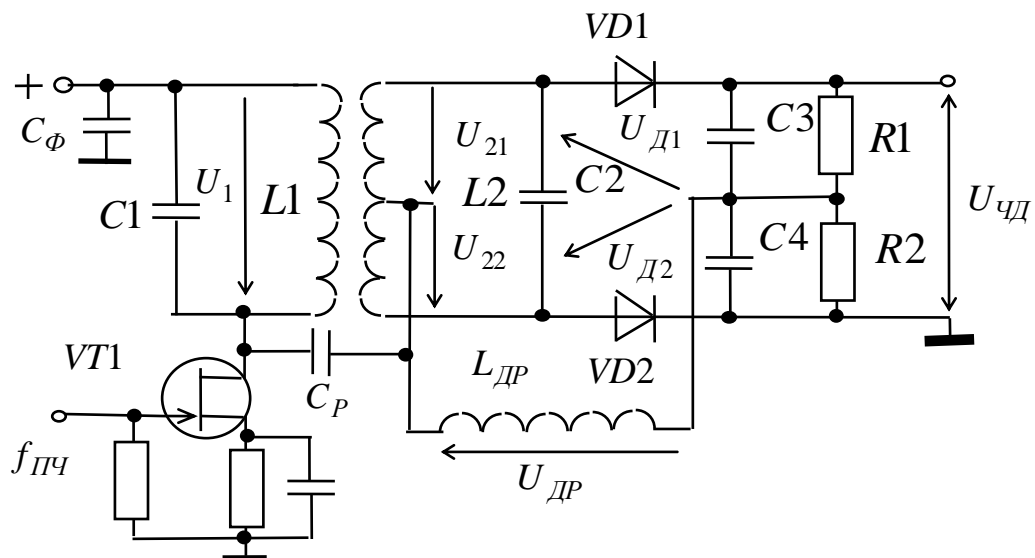 VD1
+
C_Ф
U_1
C1
L1
U_21
U_22
L2
C2
U_Д1
U_Д2
C3
C4
R1
R2
U_ЧД
VT1
C_Р
L_ДР
VD2
f_ПЧ
U_ДР